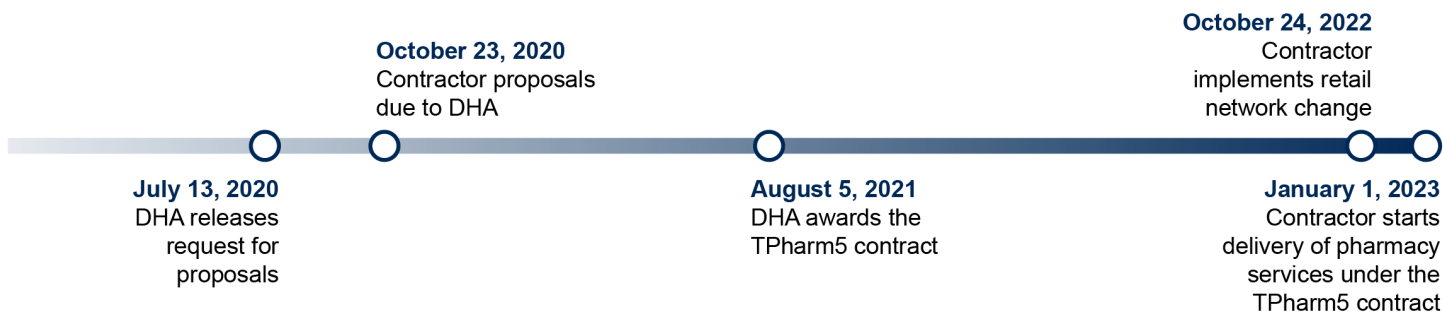 July 13, 2020
DHA releases
request for
proposals
October 23, 2020
Contractor proposals
due to DHA
August 5, 2021
DHA awards the
TPharm5 contract
October 24, 2022
Contractor
implements retail
network change
January 1, 2023
Contractor starts
delivery of pharmacy
services under the
TPharm5 contract